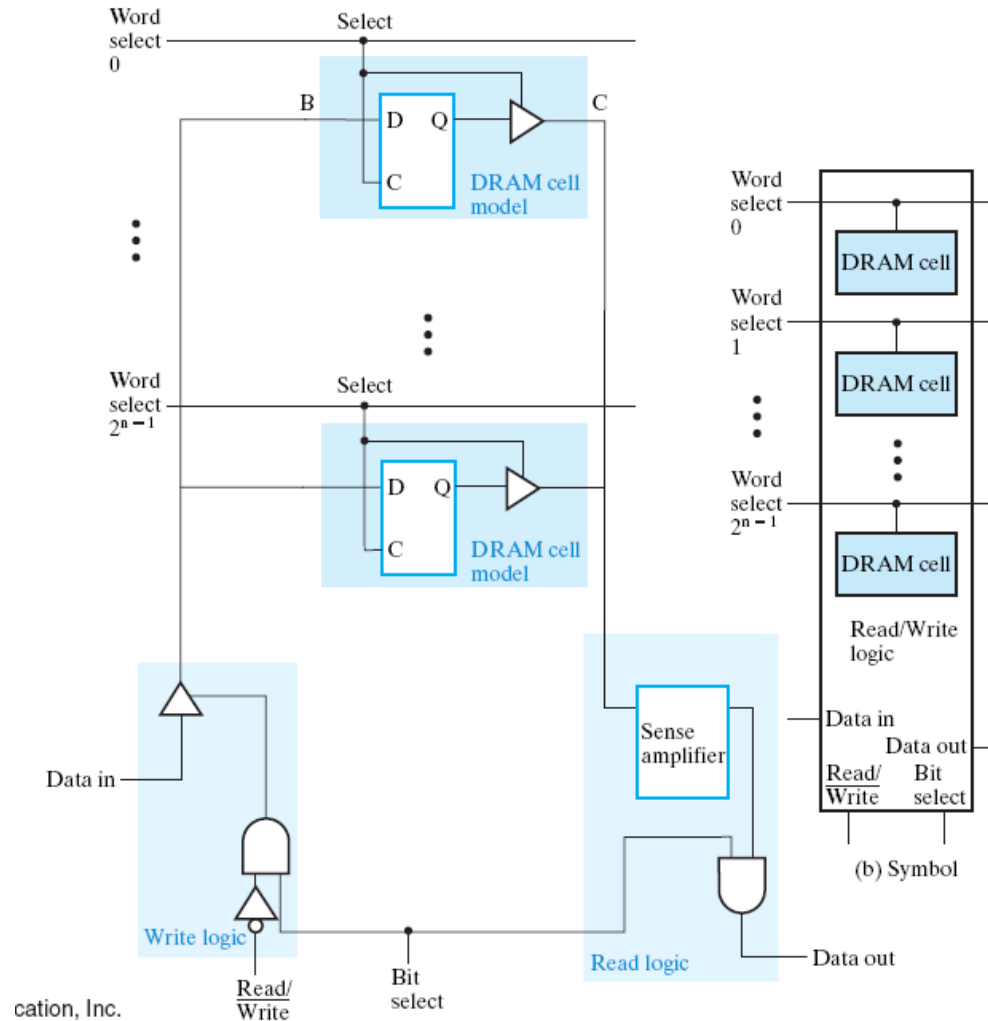 Word
select
0
Select
B
C
D Q
C
DRAM cell
model
Word
select
2ⁿ⁻¹
Select
D Q
C
DRAM cell
model
Sense
amplifier
Data in
Write logic
Read/
Write
Bit
select
Read logic
Data out
Word
select
0
DRAM cell
Word
select
1
DRAM cell
Word
select
2ⁿ⁻¹
DRAM cell
Read/Write
logic
Data in
Data out
Read/
Write
Bit
select
(b) Symbol
cation, Inc.